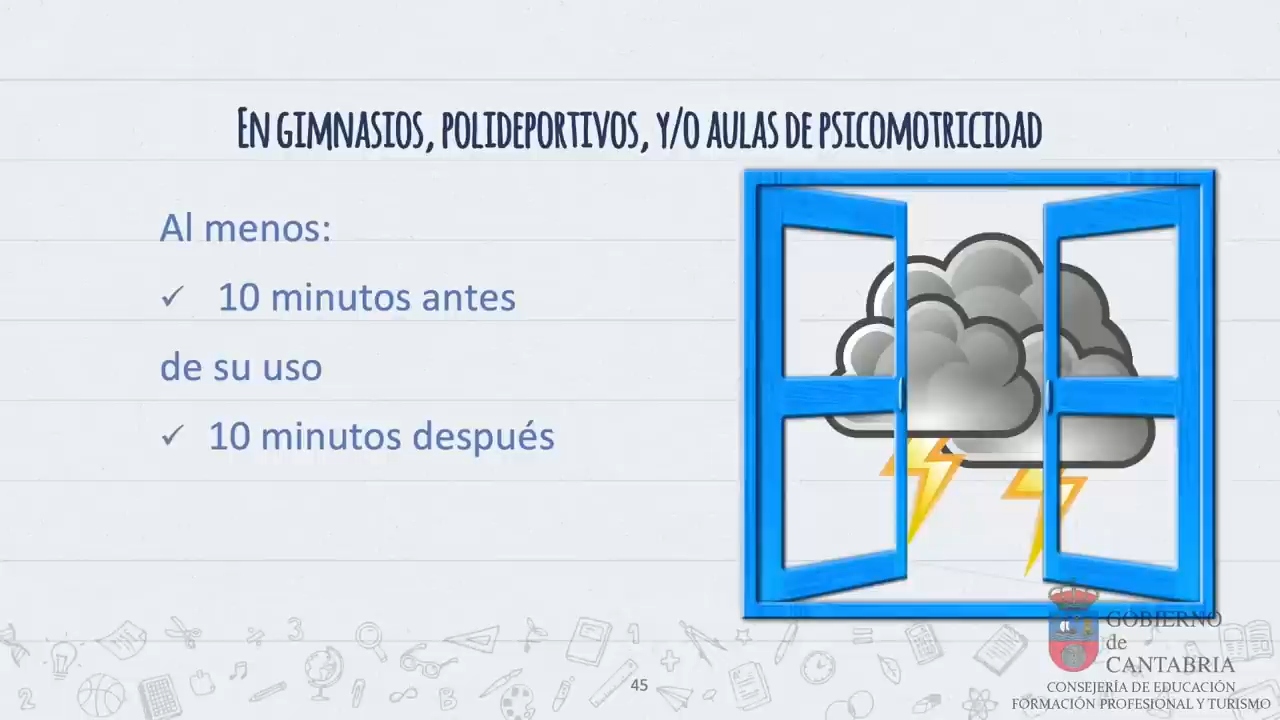 En gimnasios, polideportivos, y/o aulas de psicomotricidad
Al menos:
✓ 10 minutos antes
de su uso
✓ 10 minutos después
45
GOBIERNO
de
CANTABRIA
CONSEJERÍA DE EDUCACIÓN
FORMACIÓN PROFESIONAL Y TURISMO